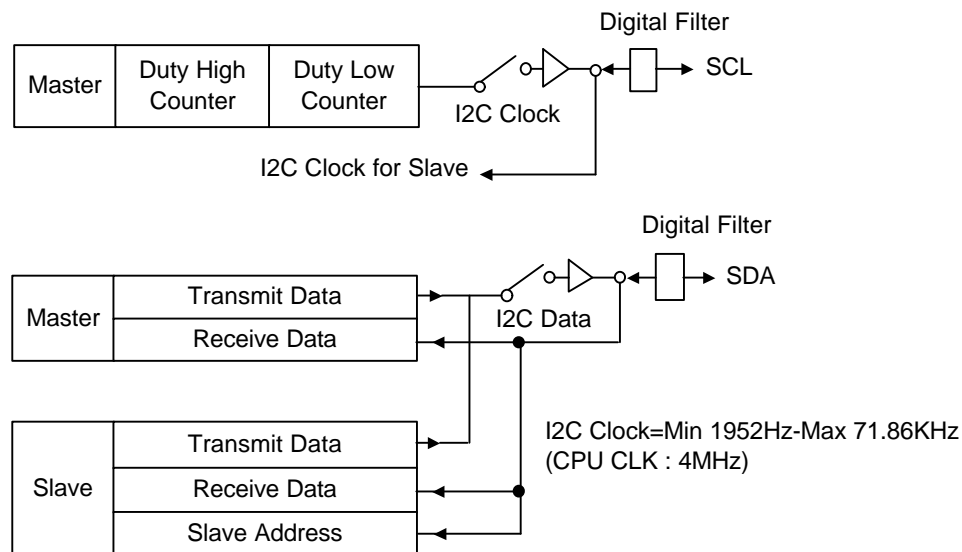 Digital Filter
Master
Duty High
Counter
Duty Low
Counter
SCL
I2C Clock
I2C Clock for Slave
Digital Filter
Master
Transmit Data
Receive Data
SDA
I2C Data
Slave
Transmit Data
Receive Data
Slave Address
I2C Clock=Min 1952Hz-Max 71.86KHz
(CPU CLK : 4MHz)